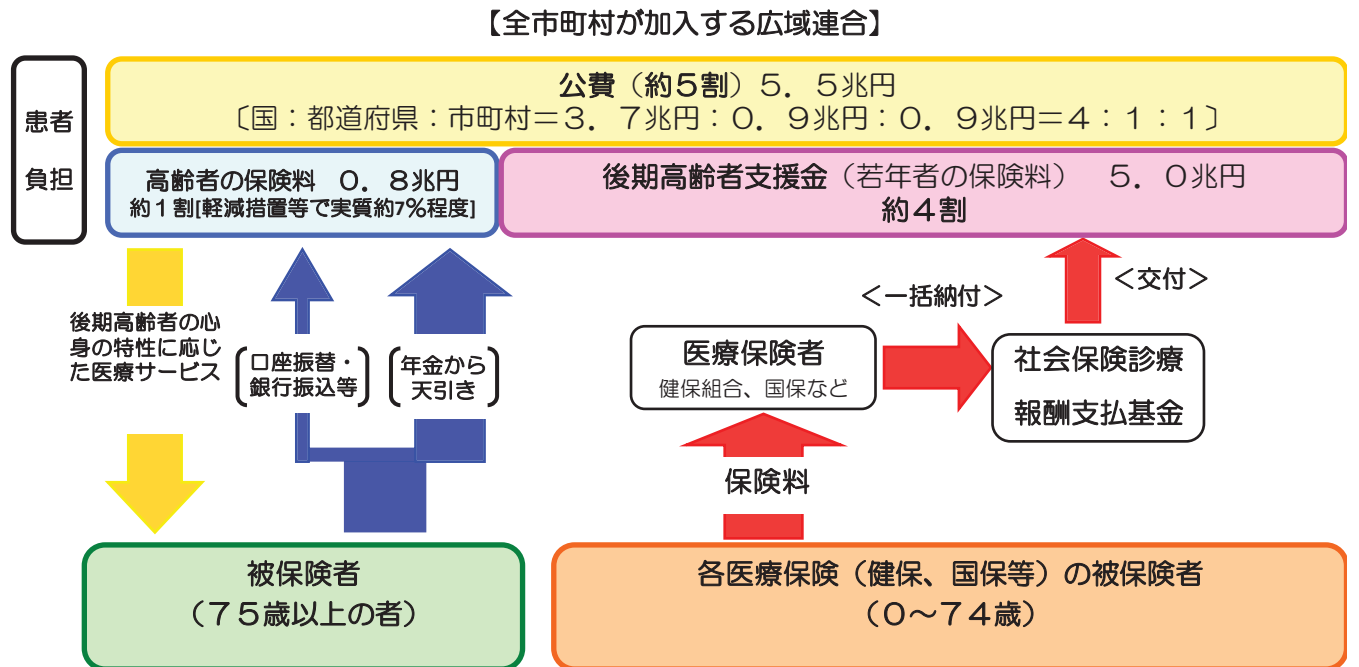 【全市町村が加入する広域連合】
患者
負担
公費（約５割）５．５兆円
〔国：都道府県：市町村＝３．７兆円：０．９兆円：０．９兆円＝４：１：１〕
高齢者の保険料　０．８兆円
約１割[軽減措置等で実質約7％程度]
後期高齢者支援金（若年者の保険料）　５．０兆円
約４割
後期高齢者の心
身の特性に応じ
た医療サービス
口座振替・
銀行振込等
年金から
天引き
＜一括納付＞
＜交付＞
医療保険者
健保組合、国保など
社会保険診療
報酬支払基金
保険料
被保険者
（７５歳以上の者）
各医療保険（健保、国保等）の被保険者
（０～７４歳）